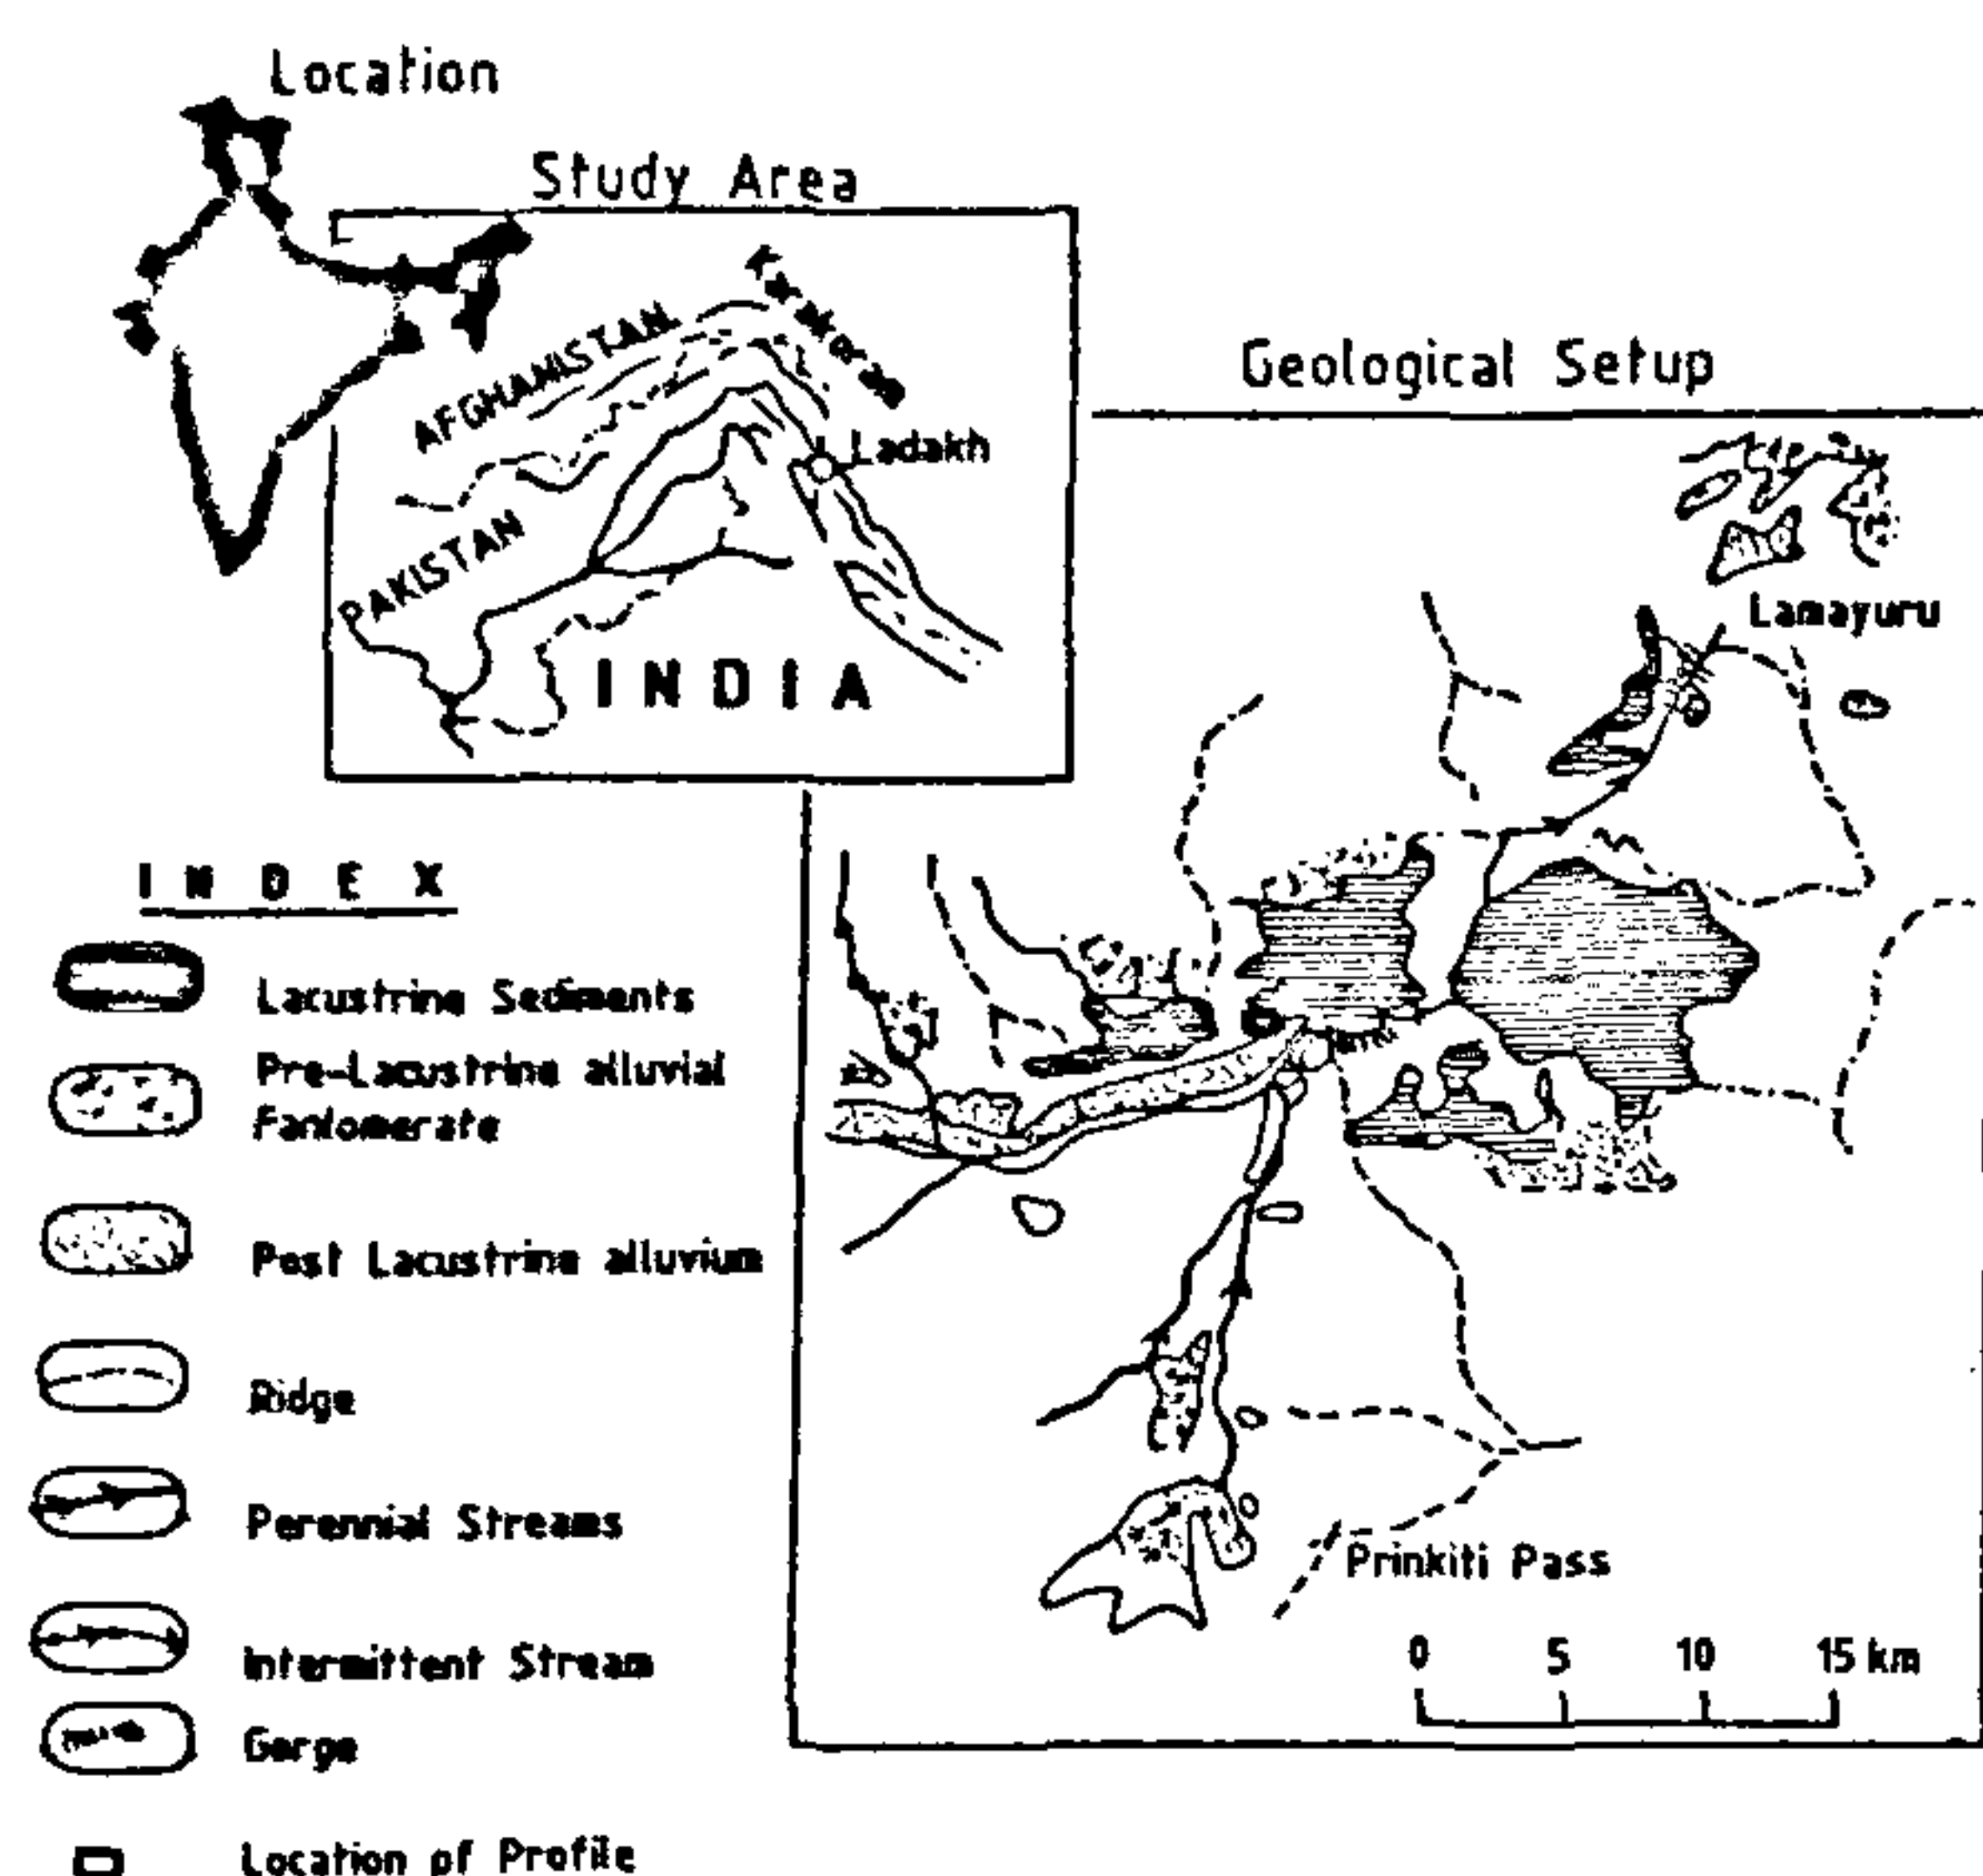 Location
Study Area
AFGHANISTAN
Ladakh
PAKISTAN
INDIA
Geological Setup
Lamayuru
INDEX
Lacustrine Sediments
Pre-Lacustrine alluvial
Fanlomerate
Post Lacustrine alluvium
Ridge
Perennial Streams
Intermittent Stream
Gorge
Location of Profile
Prinkiti Pass
0 5 10 15 km